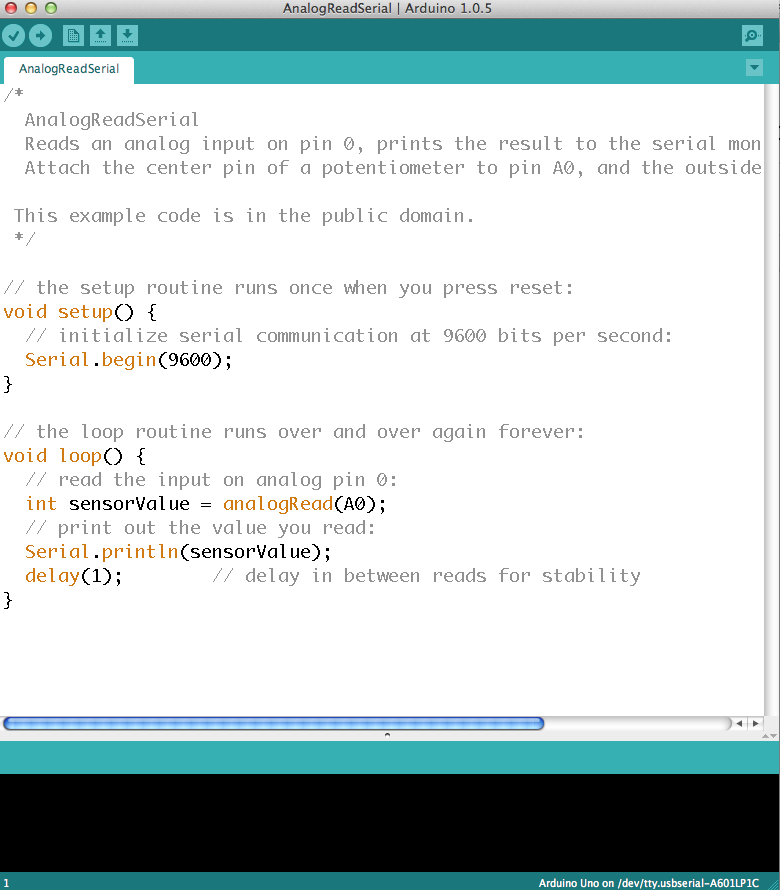 AnalogReadSerial | Arduino 1.0.5
AnalogReadSerial
/*
  AnalogReadSerial
  Reads an analog input on pin 0, prints the result to the serial mon
  Attach the center pin of a potentiometer to pin A0, and the outside
 This example code is in the public domain.
 */
// the setup routine runs once when you press reset:
void setup() {
  // initialize serial communication at 9600 bits per second:
  Serial.begin(9600);
}
// the loop routine runs over and over again forever:
void loop() {
  // read the input on analog pin 0:
  int sensorValue = analogRead(A0);
  // print out the value you read:
  Serial.println(sensorValue);
  delay(1);        // delay in between reads for stability
}
1 Arduino Uno on /dev/tty.usbserial-A601LP1C